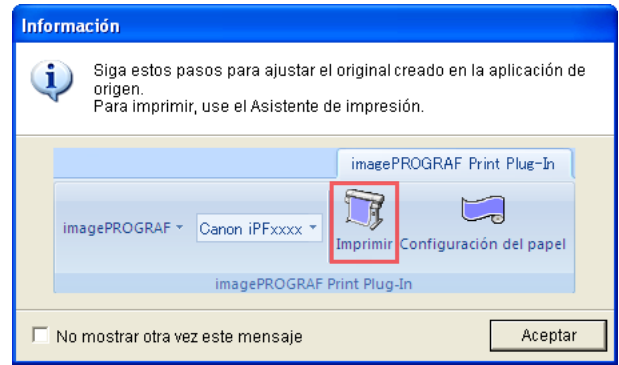 Información
Siga estos pasos para ajustar el original creado en la aplicación de
origen.
Para imprimir, use el Asistente de impresión.
imagePROGRAF Print Plug-In
imagePROGRAF Canon iPFxxxx Imprimir Configuración del papel
imagePROGRAF Print Plug-In
No mostrar otra vez este mensaje Aceptar